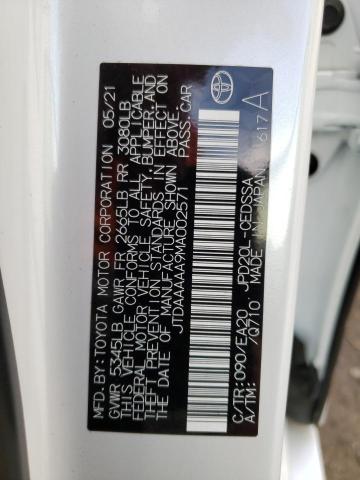 MFD.BY:TOYOTA MOTOR CORPORATION 05/21
GVWR 5345LB GAWR FR 2665LB RR 3080LB
THIS VEHICLE CONFORMS TO ALL APPLICABLE
FEDERAL MOTOR VEHICLE SAFETY, BUMPER, AND
THEFT PREVENTION STANDARDS IN EFFECT ON
THE DATE OF MANUFACTURE SHOWN ABOVE.
JTDAAAAA9MA002571 PASS.CAR
C/TR:090/EA20 JPD20L-CEDSSA
A/TM: /Q710 MADE IN JAPAN 617A